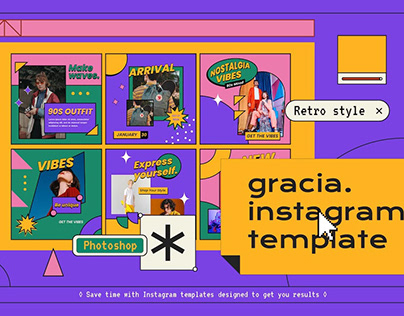 Make
waves.
90S OUTFIT
ARRIVAL
JANUARY 30
NOSTALGIA
VIBES
GET THE VIBES
Retro style ×
VIBES
Be unique
GET THE VIBES
Express
yourself.
Shop Your Style
NEW
Photoshop
*
gracia.
instagram
template
◊ Save time with Instagram templates designed to get you results ◊